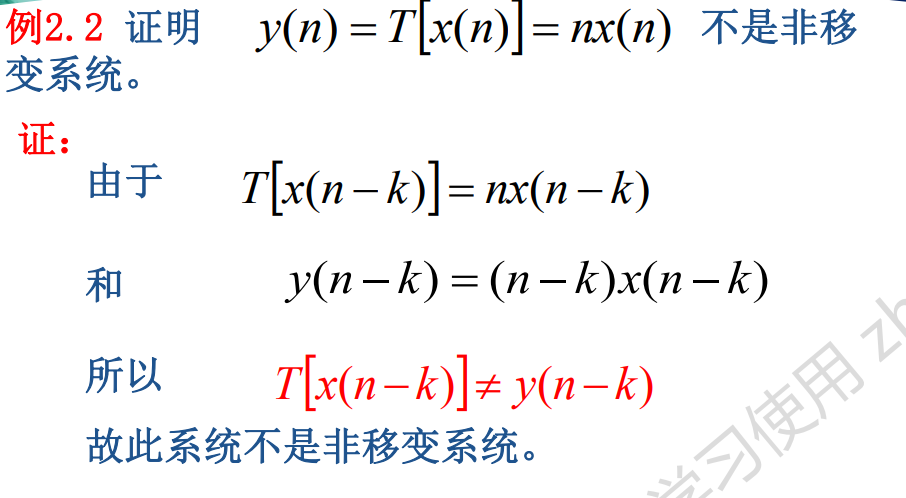 例2.2 证明 y(n) = T[x(n)] = nx(n) 不是非移
变系统。
证：
由于 T[x(n − k)] = nx(n − k)
和 y(n − k) = (n − k)x(n − k)
所以 T[x(n − k)] ≠ y(n − k)
故此系统不是非移变系统。
学习使用 zh